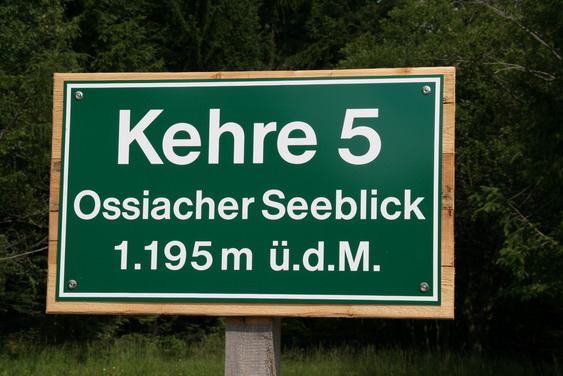 Kehre 5
Ossiacher Seeblick
1.195 m ü.d.M.